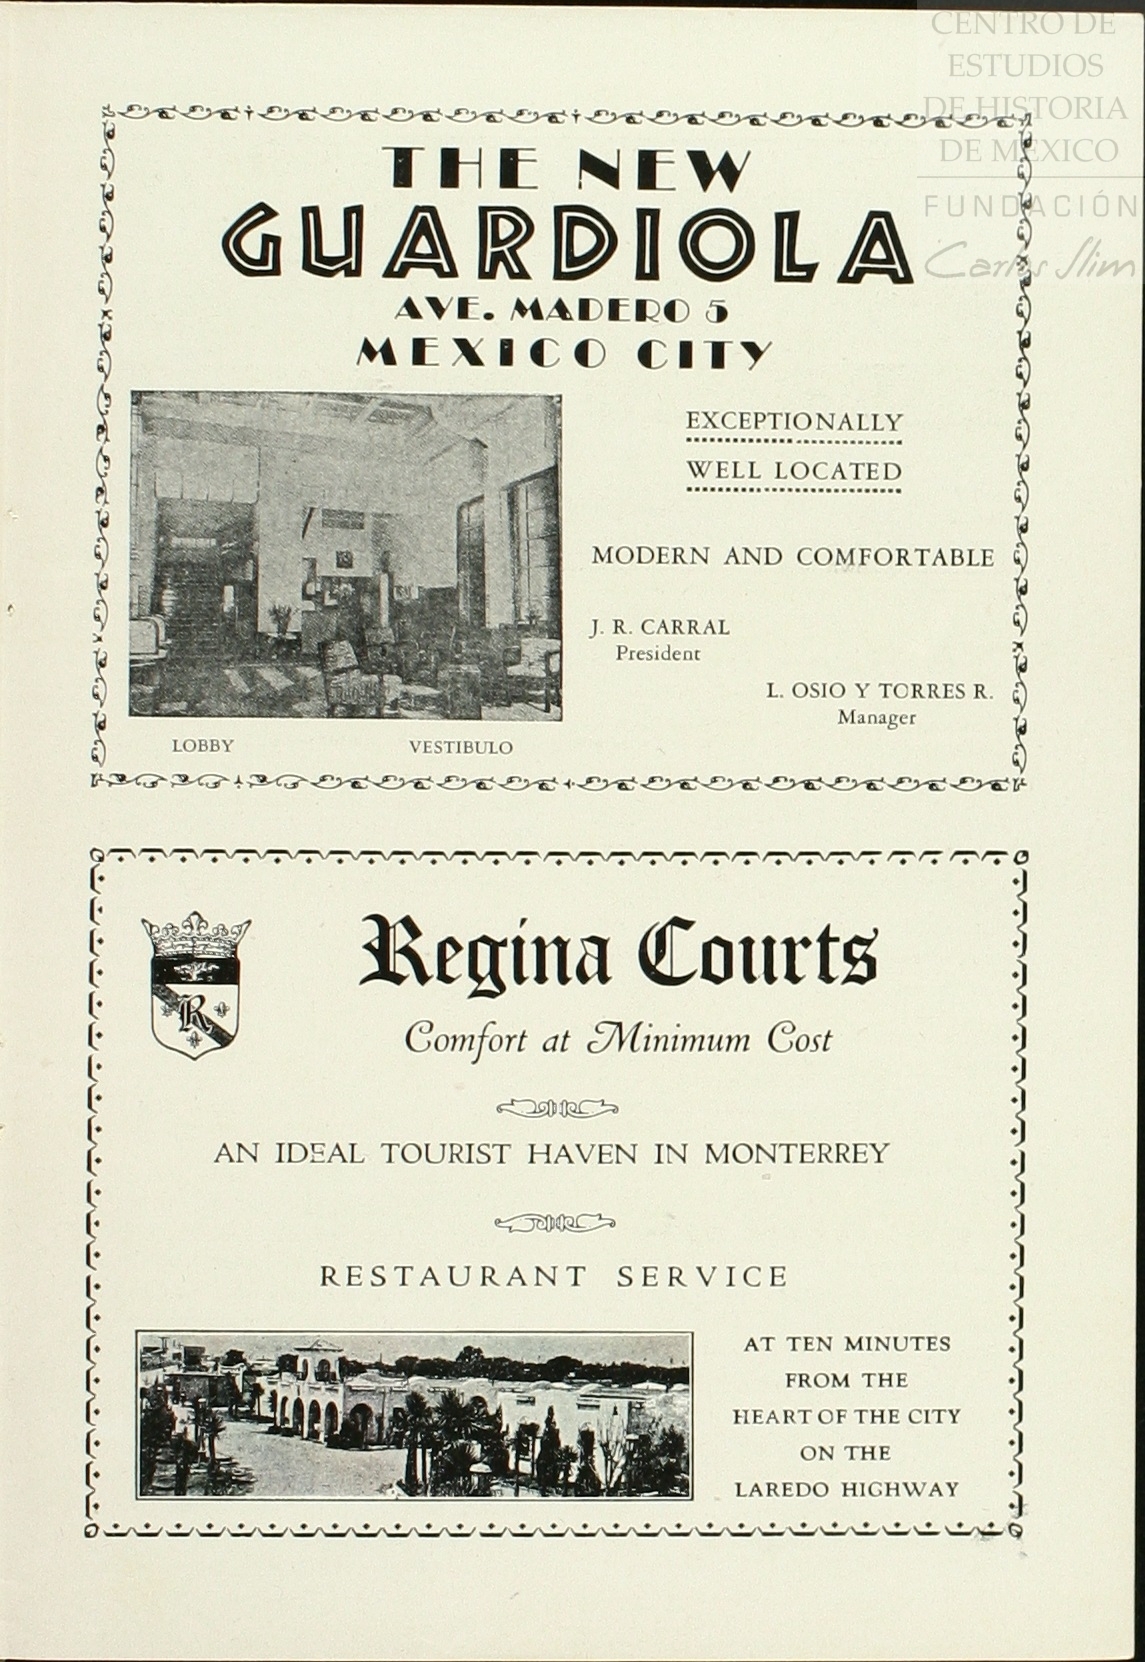 CENTRO DE
ESTUDIOS
DE HISTORIA
DE MÉXICO
FUNDACIÓN
Carlos Slim
THE NEW
GUARDIOLA
AVE. MADERO 5
MEXICO CITY
EXCEPTIONALLY
WELL LOCATED
MODERN AND COMFORTABLE
J. R. CARRAL
President
L. OSIO Y TORRES R.
Manager
LOBBY VESTIBULO
R
Regina Courts
Comfort at Minimum Cost
AN IDEAL TOURIST HAVEN IN MONTERREY
RESTAURANT SERVICE
AT TEN MINUTES
FROM THE
HEART OF THE CITY
ON THE
LAREDO HIGHWAY